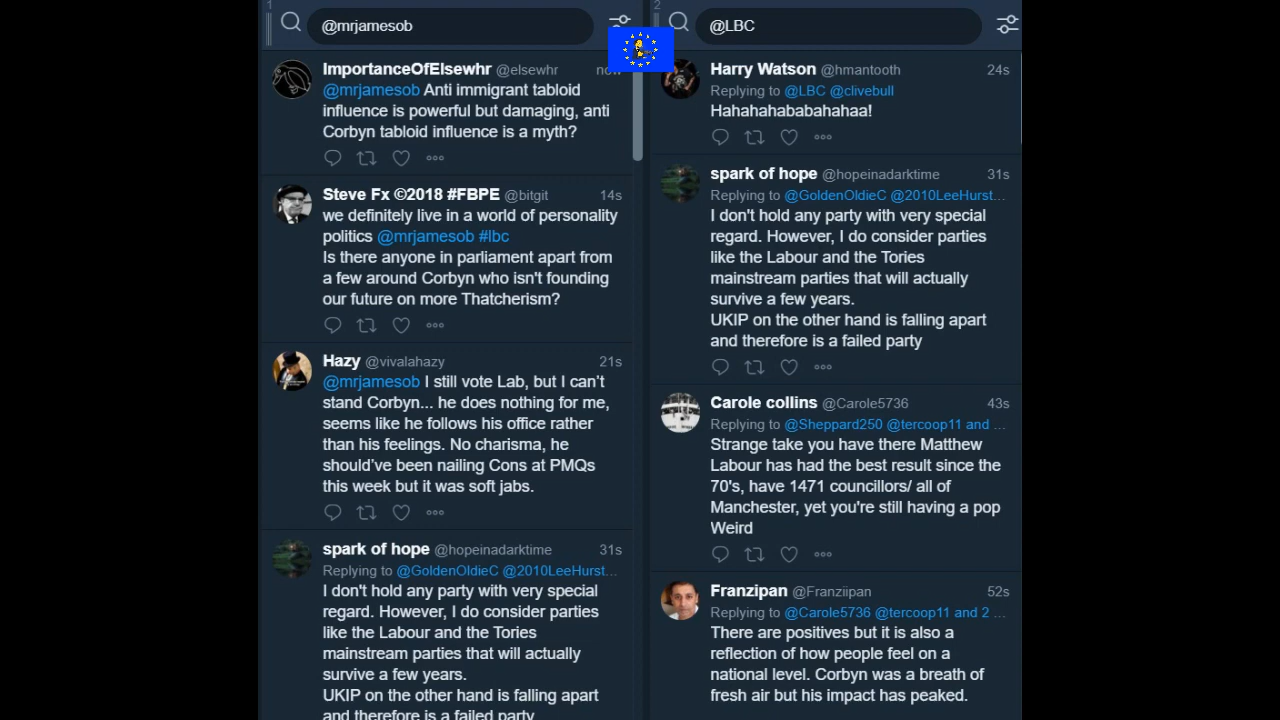 1
@mrjamesob
ImportanceOfElsewhr @elsewhr now
@mrjamesob Anti immigrant tabloid
influence is powerful but damaging, anti
Corbyn tabloid influence is a myth?
Steve Fx ©2018 #FBPE @bitgit 14s
we definitely live in a world of personality
politics @mrjamesob #lbc
Is there anyone in parliament apart from
a few around Corbyn who isn't founding
our future on more Thatcherism?
Hazy @vivalahazy 21s
@mrjamesob I still vote Lab, but I can't
stand Corbyn... he does nothing for me,
seems like he follows his office rather
than his feelings. No charisma, he
should've been nailing Cons at PMQs
this week but it was soft jabs.
spark of hope @hopeinadarktime 31s
Replying to @GoldenOldieC @2010LeeHurst...
I don't hold any party with very special
regard. However, I do consider parties
like the Labour and the Tories
mainstream parties that will actually
survive a few years.
UKIP on the other hand is falling apart
and therefore is a failed party
2
@LBC
Harry Watson @hmantooth 24s
Replying to @LBC @clivebull
Hahahahababahahaa!
spark of hope @hopeinadarktime 31s
Replying to @GoldenOldieC @2010LeeHurst...
I don't hold any party with very special
regard. However, I do consider parties
like the Labour and the Tories
mainstream parties that will actually
survive a few years.
UKIP on the other hand is falling apart
and therefore is a failed party
Carole collins @Carole5736 43s
Replying to @Sheppard250 @tercoop11 and ...
Strange take you have there Matthew
Labour has had the best result since the
70's, have 1471 councillors/ all of
Manchester, yet you're still having a pop
Weird
Franzipan @Franziipan 52s
Replying to @Carole5736 @tercoop11 and 2 ...
There are positives but it is also a
reflection of how people feel on a
national level. Corbyn was a breath of
fresh air but his impact has peaked.